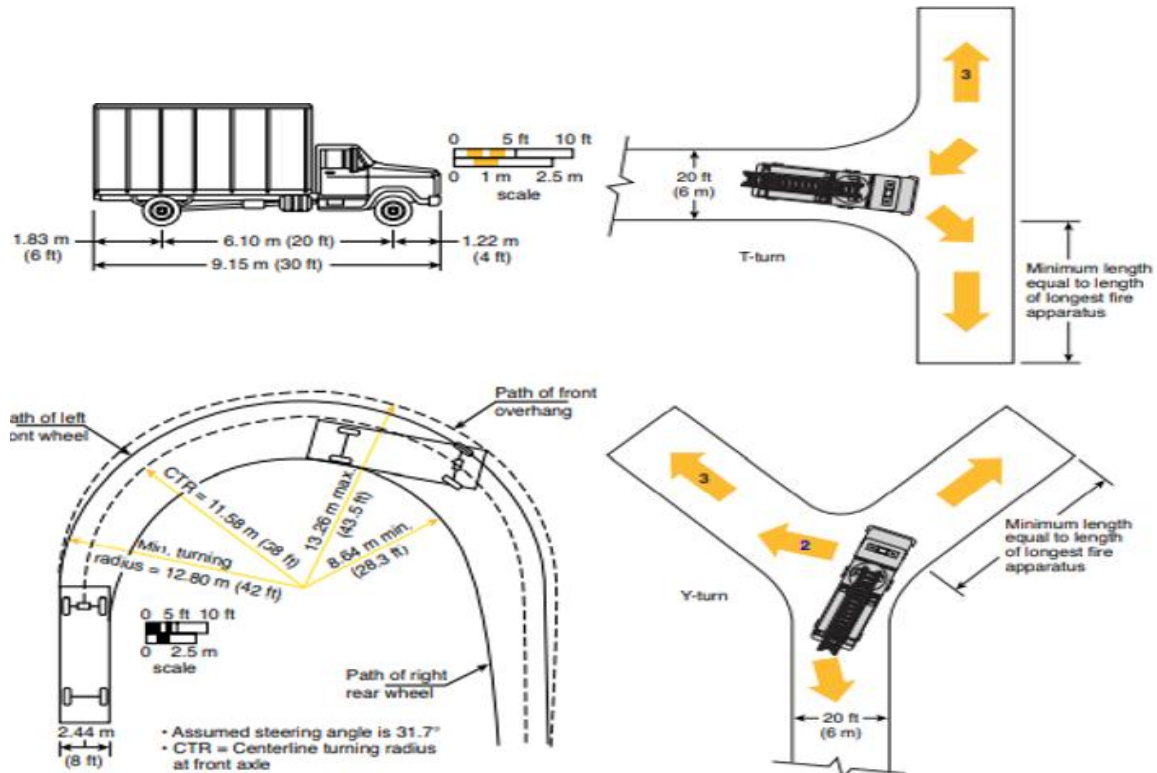 0 5 ft 10 ft
0 1 m 2.5 m
scale
1.83 m
(6 ft)
6.10 m (20 ft)
1.22 m
(4 ft)
9.15 m (30 ft)
3
20 ft
(6 m)
T-turn
Minimum length
equal to length
of longest fire
apparatus
ath of left
ont wheel
Path of front
overhang
CTR = 11.58 m (38 ft)
13.26 m max.
(43.5 ft)
8.64 m min.
(28.3 ft)
Min. turning
radius = 12.80 m (42 ft)
0 5 ft 10 ft
0 2.5 m
scale
Path of right
rear wheel
2.44 m
(8 ft)
• Assumed steering angle is 31.7°
• CTR = Centerline turning radius
at front axle
3
2
Y-turn
Minimum length
equal to length
of longest fire
apparatus
20 ft
(6 m)